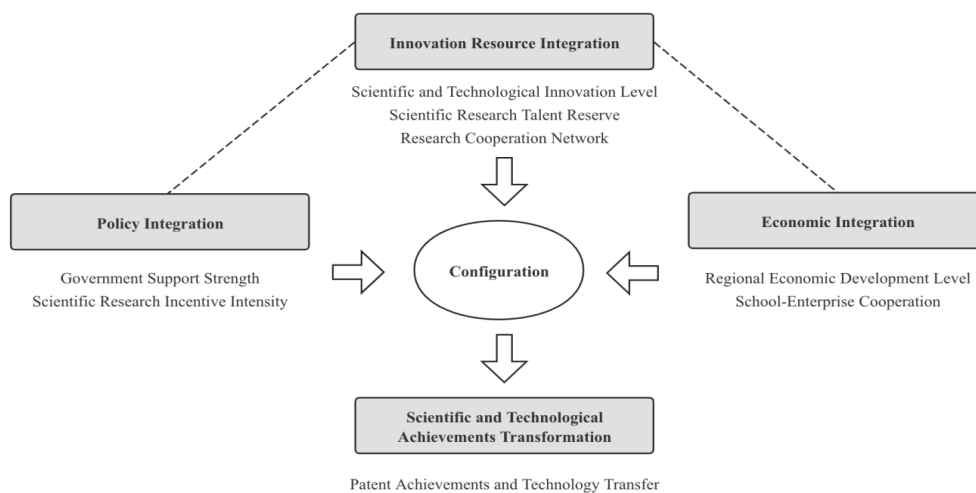 Innovation Resource Integration
Scientific and Technological Innovation Level
Scientific Research Talent Reserve
Research Cooperation Network
Policy Integration
Government Support Strength
Scientific Research Incentive Intensity
Configuration
Economic Integration
Regional Economic Development Level
School-Enterprise Cooperation
Scientific and Technological
Achievements Transformation
Patent Achievements and Technology Transfer